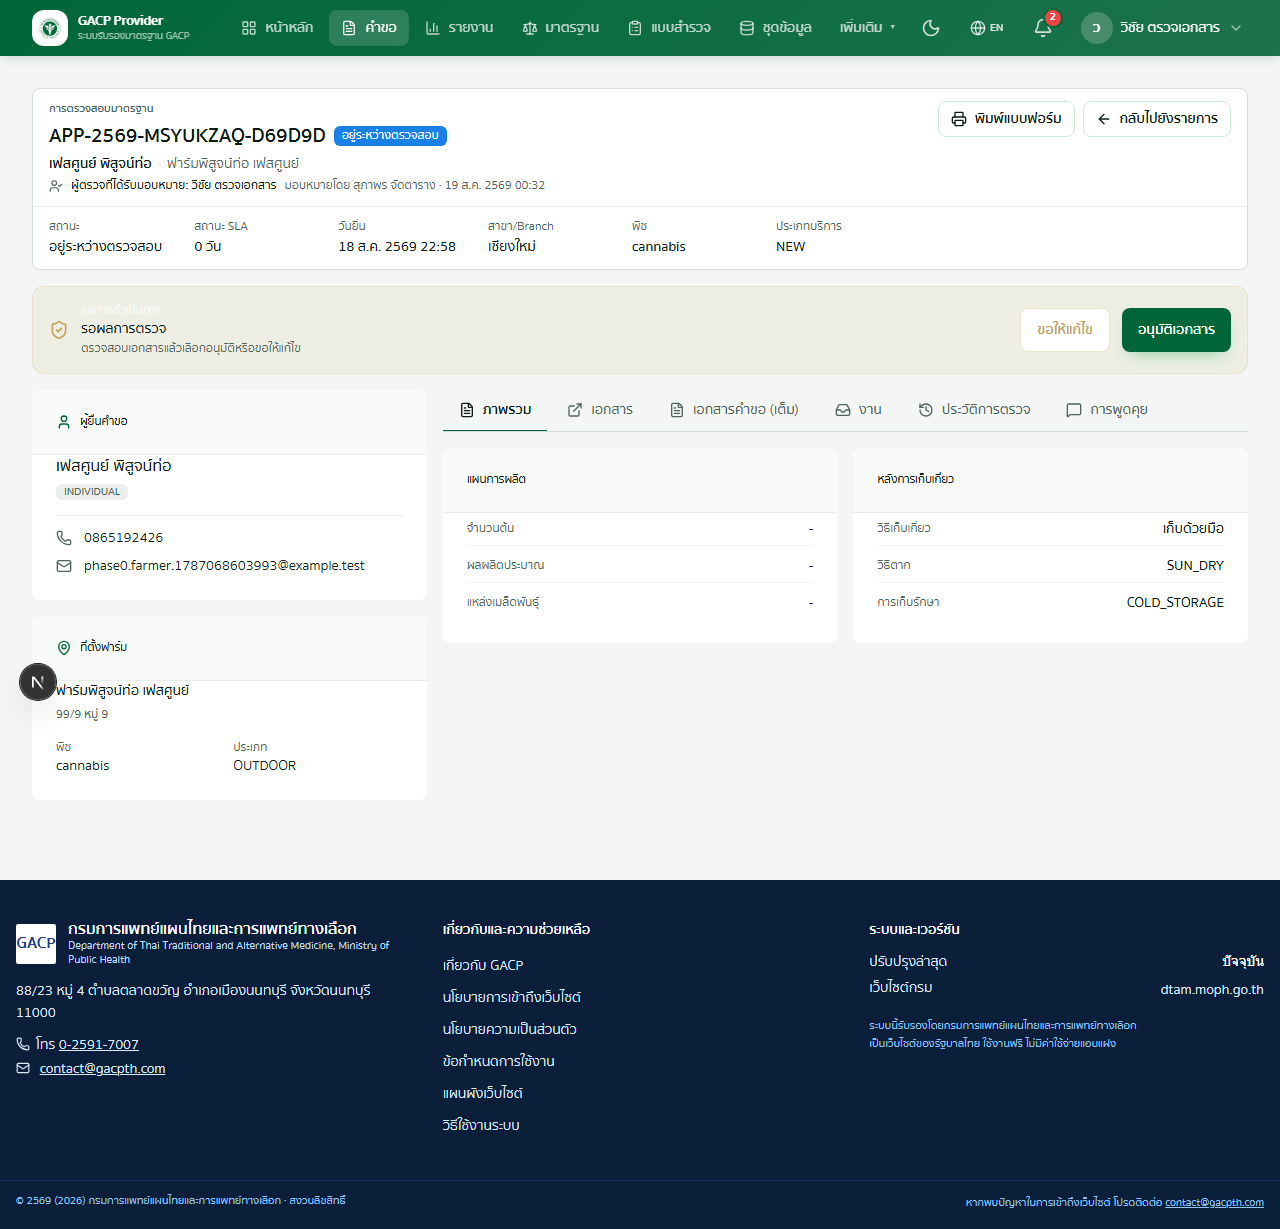 GACP Provider
ระบบรับรองมาตรฐาน GACP
หน้าหลัก
คำขอ
รายงาน
มาตรฐาน
แบบสำรวจ
ชุดข้อมูล
เพิ่มเติม
EN
2
ว
วิชัย ตรวจเอกสาร
การตรวจสอบมาตรฐาน
APP-2569-MSYUKZAQ-D69D9D
อยู่ระหว่างตรวจสอบ
เฟสศูนย์ พิสูจน์ท่อ · ฟาร์มพิสูจน์ท่อ เฟสศูนย์
ผู้ตรวจที่ได้รับมอบหมาย: วิชัย ตรวจเอกสาร มอบหมายโดย สุภาพร จัดตาราง · 19 ส.ค. 2569 00:32
พิมพ์แบบฟอร์ม
กลับไปยังรายการ
สถานะ
อยู่ระหว่างตรวจสอบ
สถานะ SLA
0 วัน
วันยื่น
18 ส.ค. 2569 22:58
สาขา/Branch
เชียงใหม่
พืช
cannabis
ประเภทบริการ
NEW
รอการดำเนินการ
รอผลการตรวจ
ตรวจสอบเอกสารแล้วเลือกอนุมัติหรือขอให้แก้ไข
ขอให้แก้ไข
อนุมัติเอกสาร
ผู้ยื่นคำขอ
เฟสศูนย์ พิสูจน์ท่อ
INDIVIDUAL
0865192426
phase0.farmer.1787068603993@example.test
ที่ตั้งฟาร์ม
ฟาร์มพิสูจน์ท่อ เฟสศูนย์
99/9 หมู่ 9
พืช
cannabis
ประเภท
OUTDOOR
N
ภาพรวม
เอกสาร
เอกสารคำขอ (เต็ม)
งาน
ประวัติการตรวจ
การพูดคุย
แผนการผลิต
จำนวนต้น -
ผลผลิตประมาณ -
แหล่งเมล็ดพันธุ์ -
หลังการเก็บเกี่ยว
วิธีเก็บเกี่ยว เก็บด้วยมือ
วิธีตาก SUN_DRY
การเก็บรักษา COLD_STORAGE
GACP
กรมการแพทย์แผนไทยและการแพทย์ทางเลือก
Department of Thai Traditional and Alternative Medicine, Ministry of
Public Health
88/23 หมู่ 4 ตำบลตลาดขวัญ อำเภอเมืองนนทบุรี จังหวัดนนทบุรี
11000
โทร 0-2591-7007
contact@gacpth.com
เกี่ยวกับและความช่วยเหลือ
เกี่ยวกับ GACP
นโยบายการเข้าถึงเว็บไซต์
นโยบายความเป็นส่วนตัว
ข้อกำหนดการใช้งาน
แผนผังเว็บไซต์
วิธีใช้งานระบบ
ระบบและเวอร์ชัน
ปรับปรุงล่าสุด ปัจจุบัน
เว็บไซต์กรม dtam.moph.go.th
ระบบนี้รับรองโดยกรมการแพทย์แผนไทยและการแพทย์ทางเลือก
เป็นเว็บไซต์ของรัฐบาลไทย ใช้งานฟรี ไม่มีค่าใช้จ่ายแอบแฝง
© 2569 (2026) กรมการแพทย์แผนไทยและการแพทย์ทางเลือก · สงวนลิขสิทธิ์
หากพบปัญหาในการเข้าถึงเว็บไซต์ โปรดติดต่อ contact@gacpth.com